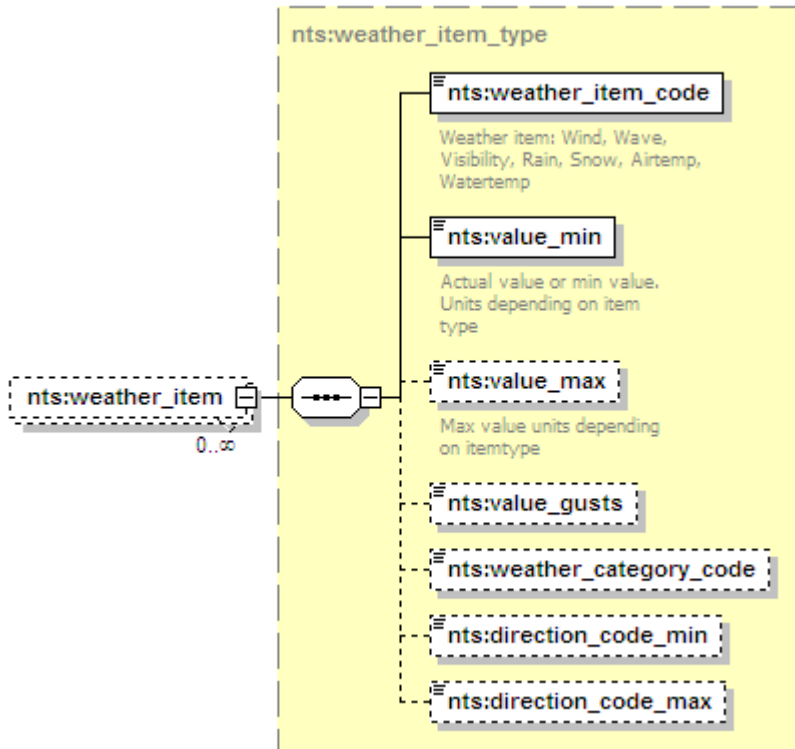 nts:weather_item_type
nts:weather_item_code
Weather item: Wind, Wave,
Visibility, Rain, Snow, Airtemp,
Watertemp
nts:value_min
Actual value or min value.
Units depending on item
type
nts:weather_item
0..∞
nts:value_max
Max value units depending
on itemtype
nts:value_gusts
nts:weather_category_code
nts:direction_code_min
nts:direction_code_max